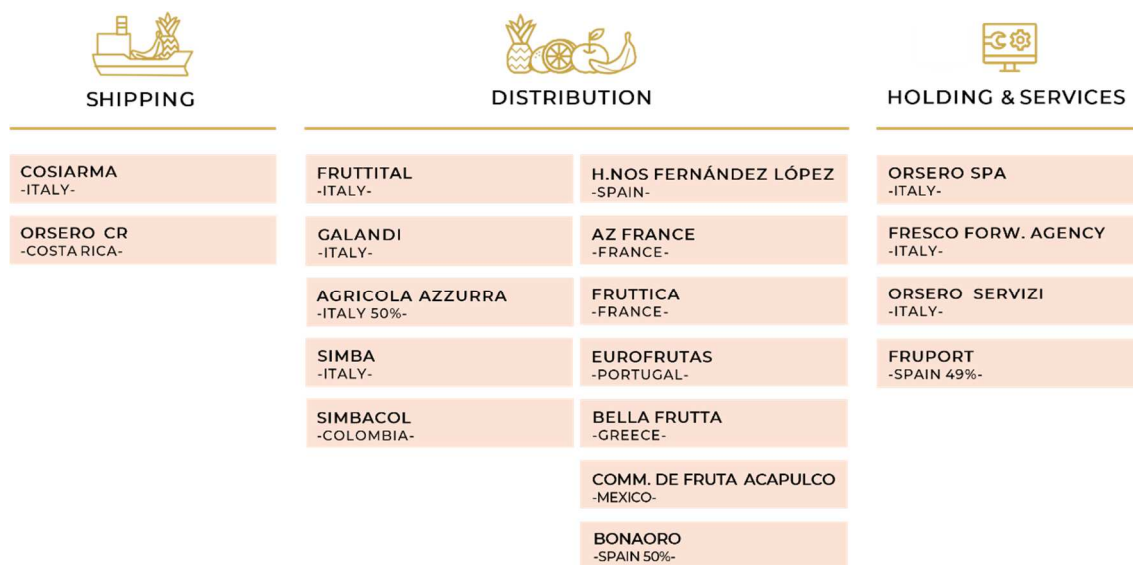 SHIPPING
COSIARMA
-ITALY-
ORSERO CR
-COSTA RICA-
DISTRIBUTION
FRUTTITAL
-ITALY-
GALANDI
-ITALY-
AGRICOLA AZZURRA
-ITALY 50%-
SIMBA
-ITALY-
SIMBACOL
-COLOMBIA-
H.NOS FERNÁNDEZ LÓPEZ
-SPAIN-
AZ FRANCE
-FRANCE-
FRUTTICA
-FRANCE-
EUROFRUTAS
-PORTUGAL-
BELLA FRUTTA
-GREECE-
COMM. DE FRUTA ACAPULCO
-MEXICO-
BONAORO
-SPAIN 50%-
HOLDING & SERVICES
ORSERO SPA
-ITALY-
FRESCO FORW. AGENCY
-ITALY-
ORSERO SERVIZI
-ITALY-
FRUPORT
-SPAIN 49%-